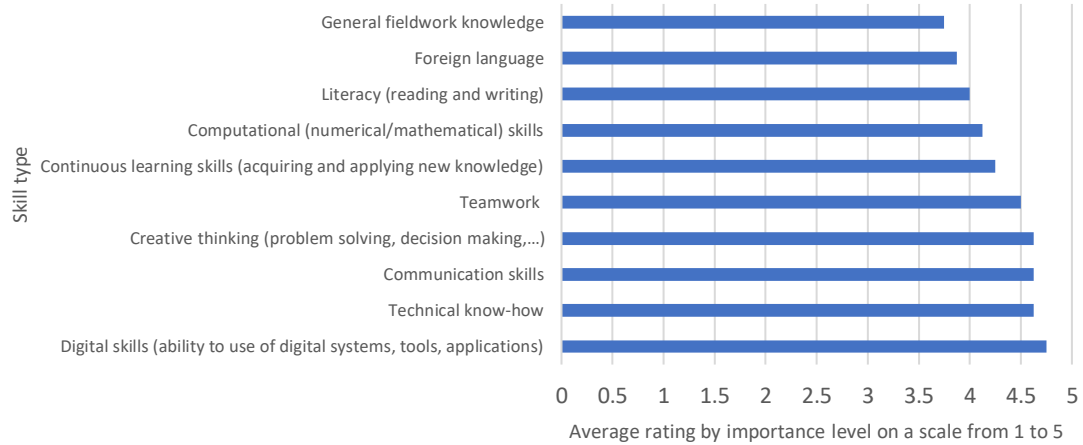 General fieldwork knowledge
Foreign language
Literacy (reading and writing)
Computational (numerical/mathematical) skills
Continuous learning skills (acquiring and applying new knowledge)
Teamwork
Creative thinking (problem solving, decision making,...)
Communication skills
Technical know-how
Digital skills (ability to use of digital systems, tools, applications)
Skill type
0 0.5 1 1.5 2 2.5 3 3.5 4 4.5 5
Average rating by importance level on a scale from 1 to 5